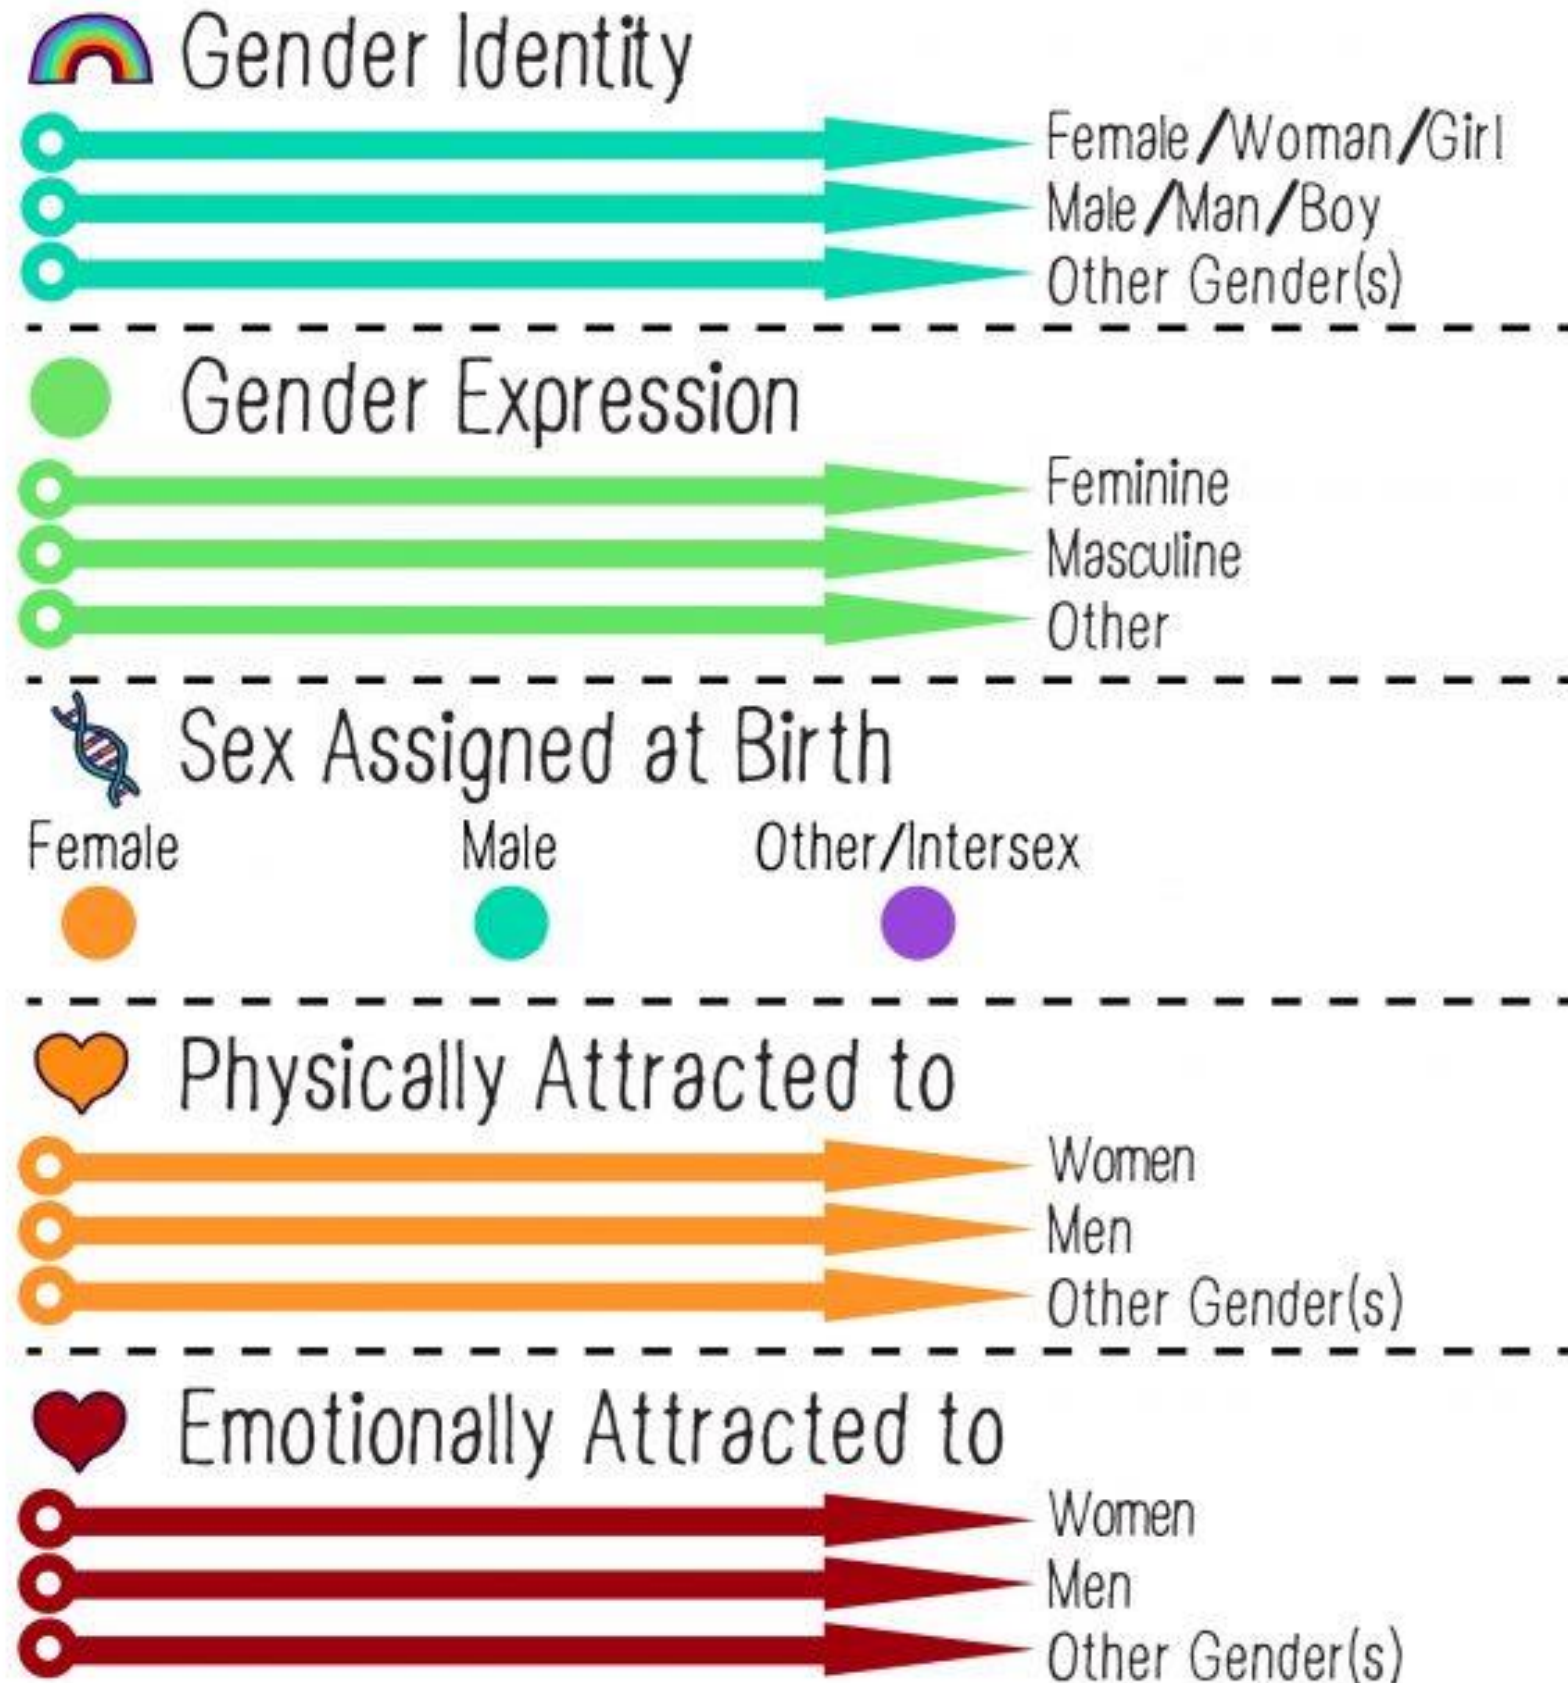 Gender Identity
Female/Woman/Girl
Male/Man/Boy
Other Gender(s)
Gender Expression
Feminine
Masculine
Other
Sex Assigned at Birth
Female Male Other/Intersex
Physically Attracted to
Women
Men
Other Gender(s)
Emotionally Attracted to
Women
Men
Other Gender(s)